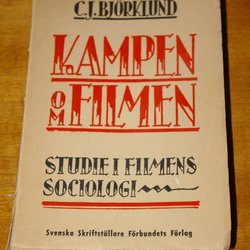 C.J. BJÖRKLUND
KAMPEN
OM FILMEN
STUDIE I FILMENS
SOCIOLOGI
Svenska Skriftställare Förbundets Förlag